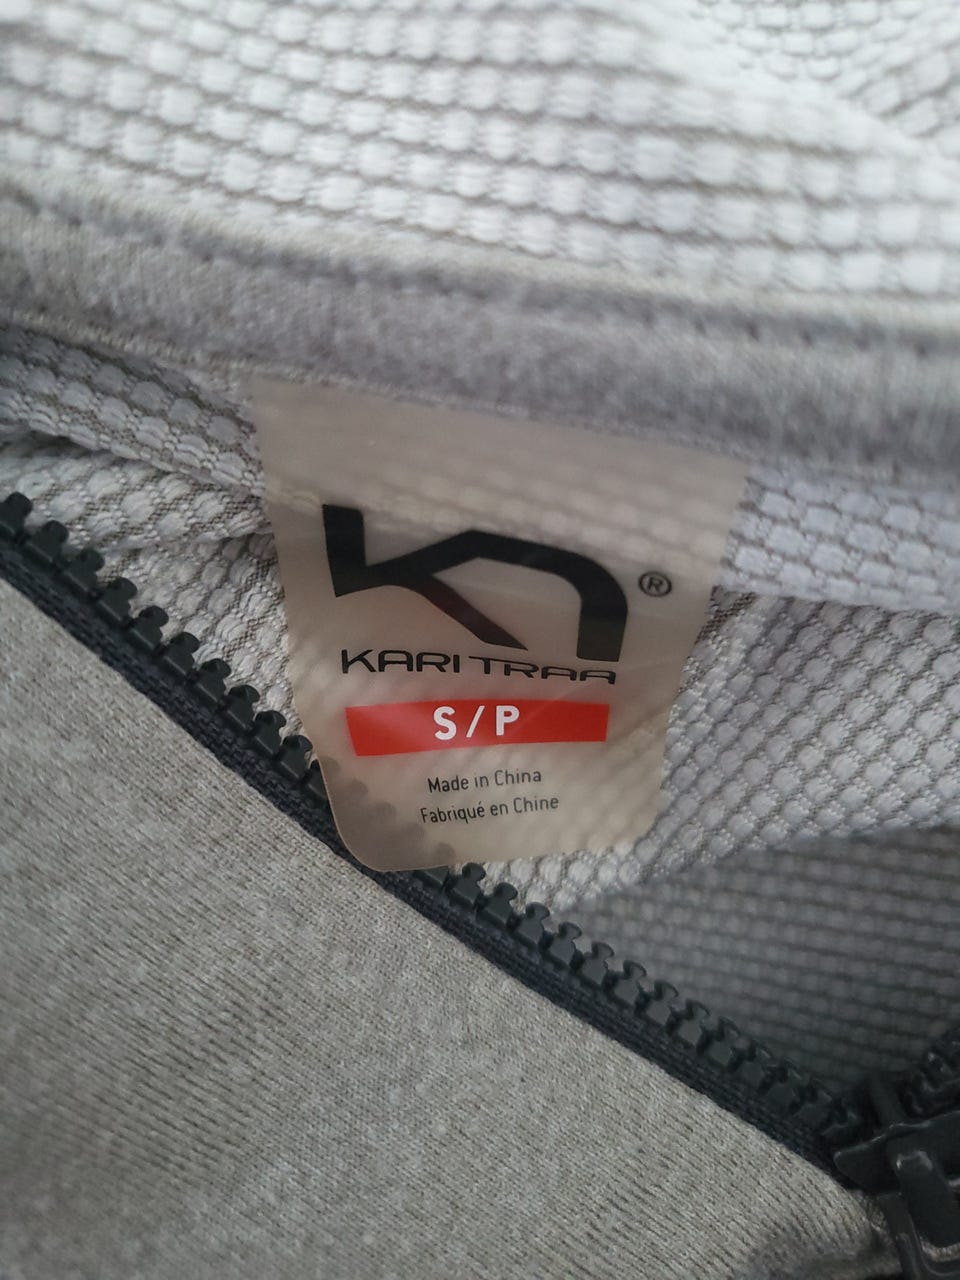 ®
KARI TRAA
S/P
Made in China
Fabriqué en Chine